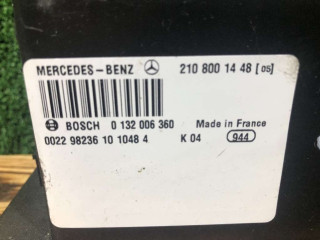 MERCEDES-BENZ 210 800 14 48 [05]
BOSCH 0 132 006 360 Made in France
0022 98236 10 1048 4 K 04 944